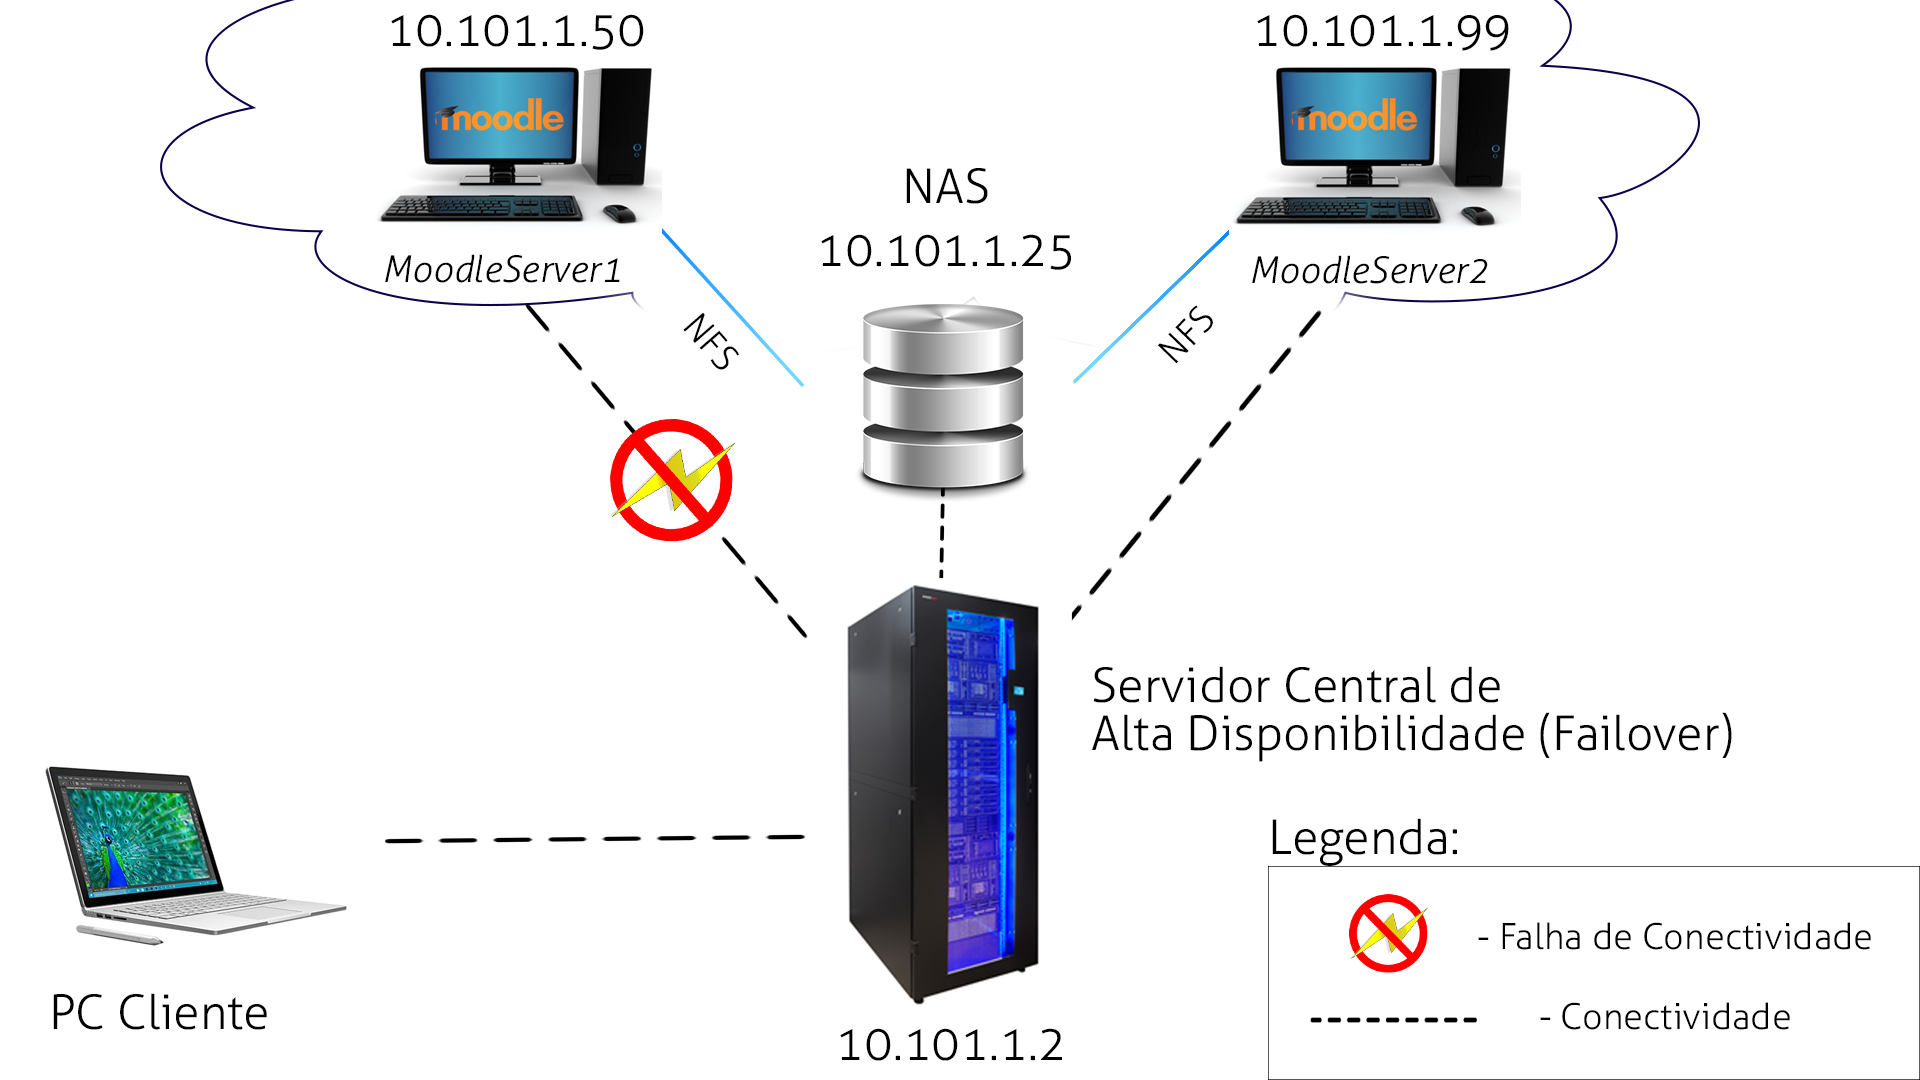 10.101.1.50
10.101.1.99
moodle
moodle
NAS
10.101.1.25
MoodleServer1
MoodleServer2
NFS
NFS
Servidor Central de
Alta Disponibilidade (Failover)
Legenda:
- Falha de Conectividade
- Conectividade
PC Cliente
10.101.1.2